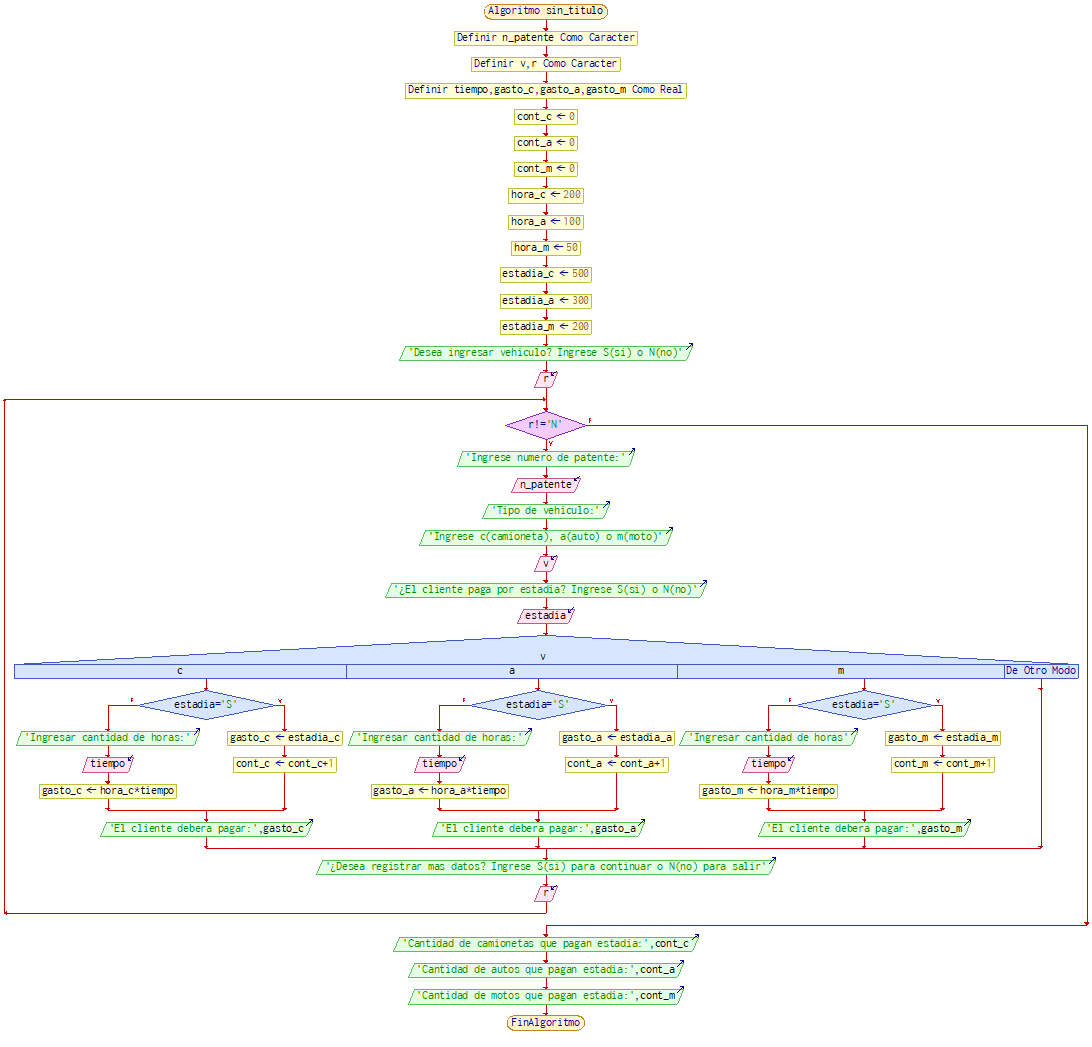 Algoritmo sin_titulo
Definir n_patente Como Caracter
Definir v,r Como Caracter
Definir tiempo,gasto_c,gasto_a,gasto_m Como Real
cont_c ← 0
cont_a ← 0
cont_m ← 0
hora_c ← 200
hora_a ← 100
hora_m ← 50
estadia_c ← 500
estadia_a ← 300
estadia_m ← 200
'Desea ingresar vehiculo? Ingrese S(si) o N(no)'
r
r!='N' F
V
'Ingrese numero de patente:'
n_patente
'Tipo de vehiculo:'
'Ingrese c(camioneta), a(auto) o m(moto)'
v
'¿El cliente paga por estadia? Ingrese S(si) o N(no)'
estadia
v
c a m De Otro Modo
F estadia='S' V F estadia='S' V F estadia='S' V
'Ingresar cantidad de horas:' gasto_c ← estadia_c 'Ingresar cantidad de horas:' gasto_a ← estadia_a 'Ingresar cantidad de horas' gasto_m ← estadia_m
tiempo cont_c ← cont_c+1 tiempo cont_a ← cont_a+1 tiempo cont_m ← cont_m+1
gasto_c ← hora_c*tiempo gasto_a ← hora_a*tiempo gasto_m ← hora_m*tiempo
'El cliente debera pagar:',gasto_c 'El cliente debera pagar:',gasto_a 'El cliente debera pagar:',gasto_m
'¿Desea registrar mas datos? Ingrese S(si) para continuar o N(no) para salir'
r
'Cantidad de camionetas que pagan estadia:',cont_c
'Cantidad de autos que pagan estadia:',cont_a
'Cantidad de motos que pagan estadia:',cont_m
FinAlgoritmo